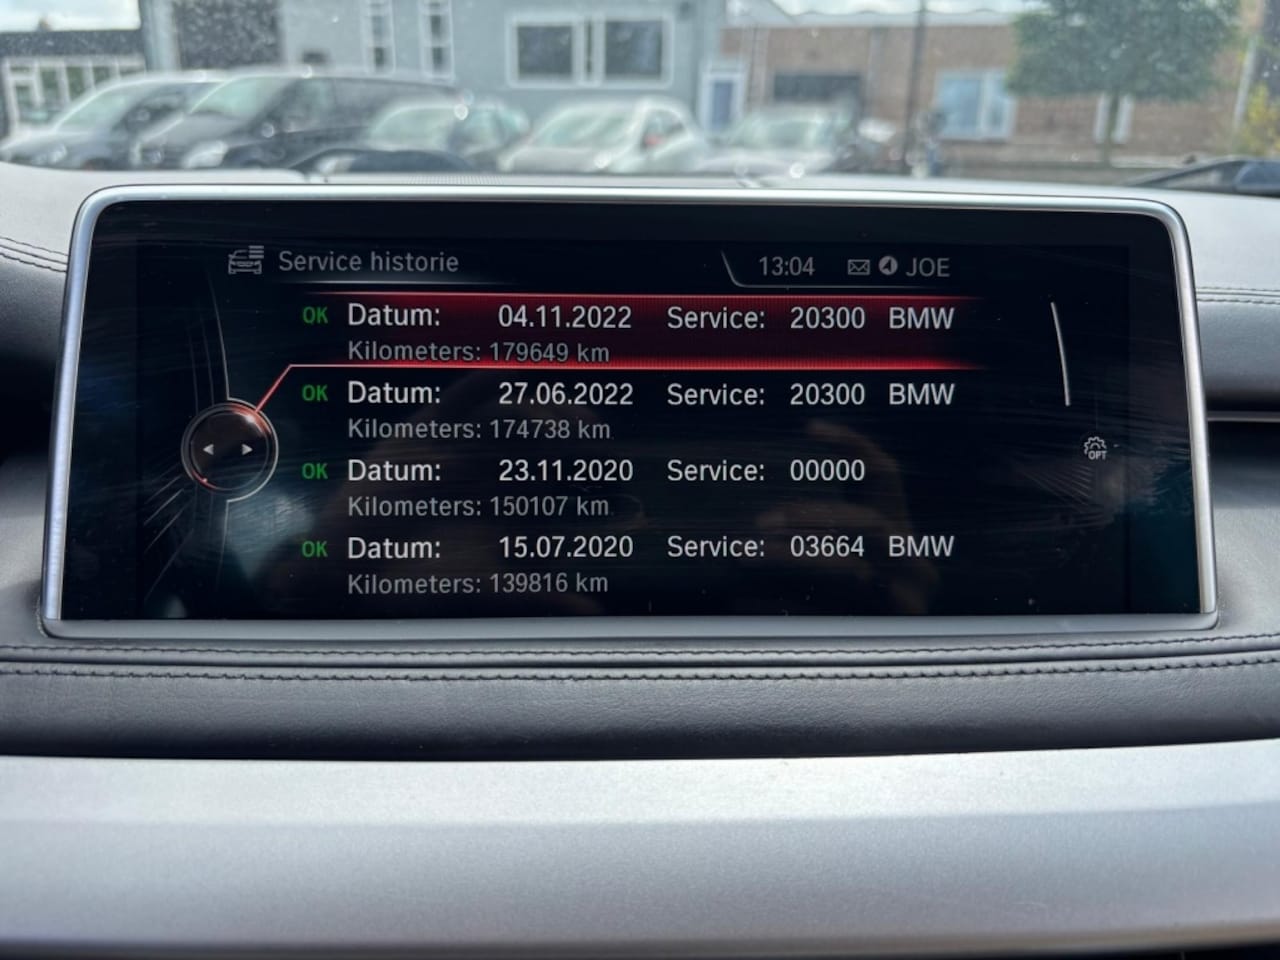 Service historie 13:04 JOE
OK Datum: 04.11.2022 Service: 20300 BMW
Kilometers: 179649 km
OK Datum: 27.06.2022 Service: 20300 BMW
Kilometers: 174738 km
OK Datum: 23.11.2020 Service: 00000
Kilometers: 150107 km
OPT
OK Datum: 15.07.2020 Service: 03664 BMW
Kilometers: 139816 km